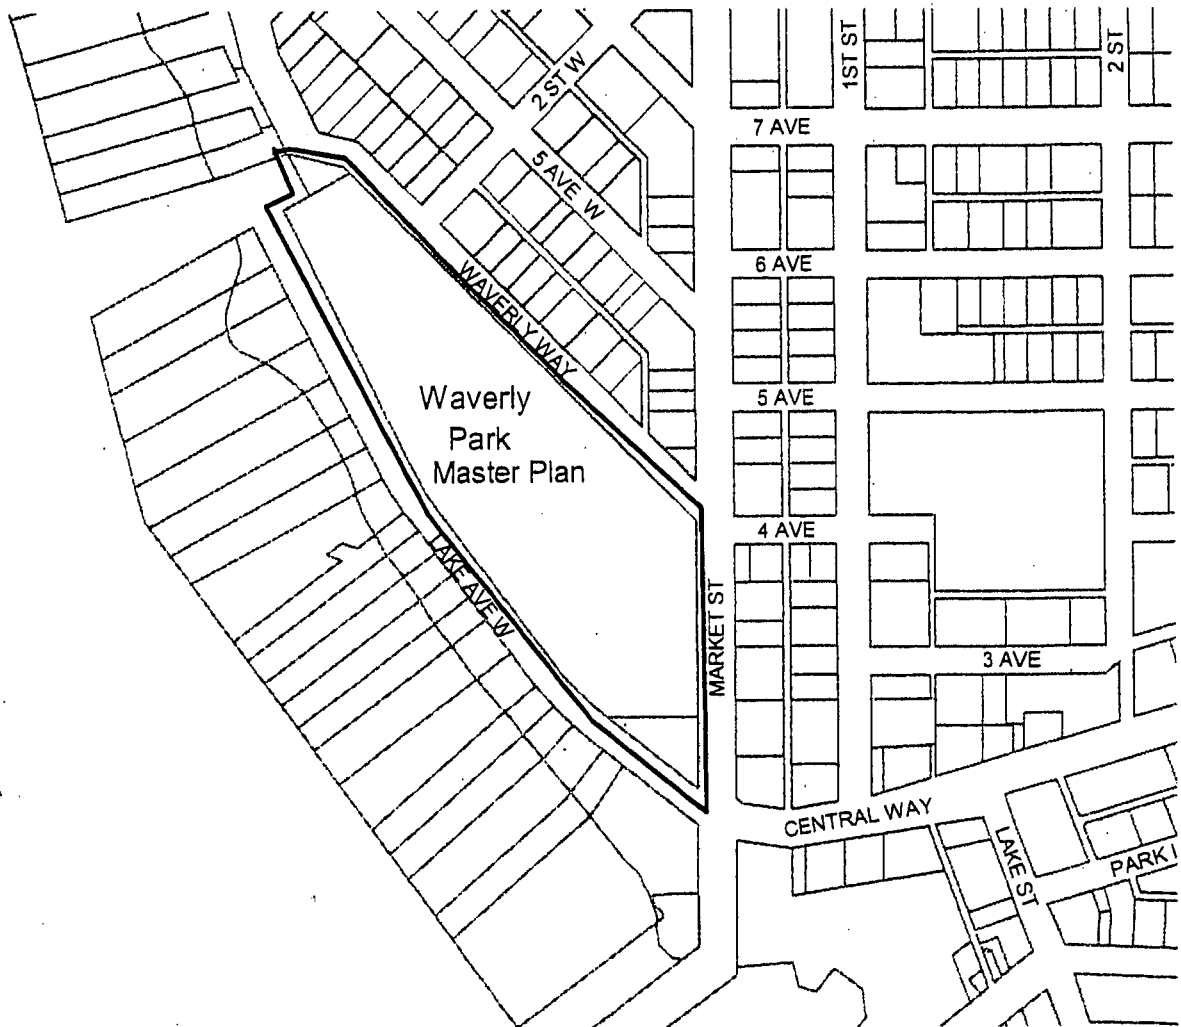 1ST ST
2 ST
2 ST W
7 AVE
5 AVE W
6 AVE
WAVERLY WAY
Waverly
Park
Master Plan
5 AVE
4 AVE
LAKE AVE W
MARKET ST
3 AVE
CENTRAL WAY
LAKE ST
PARK